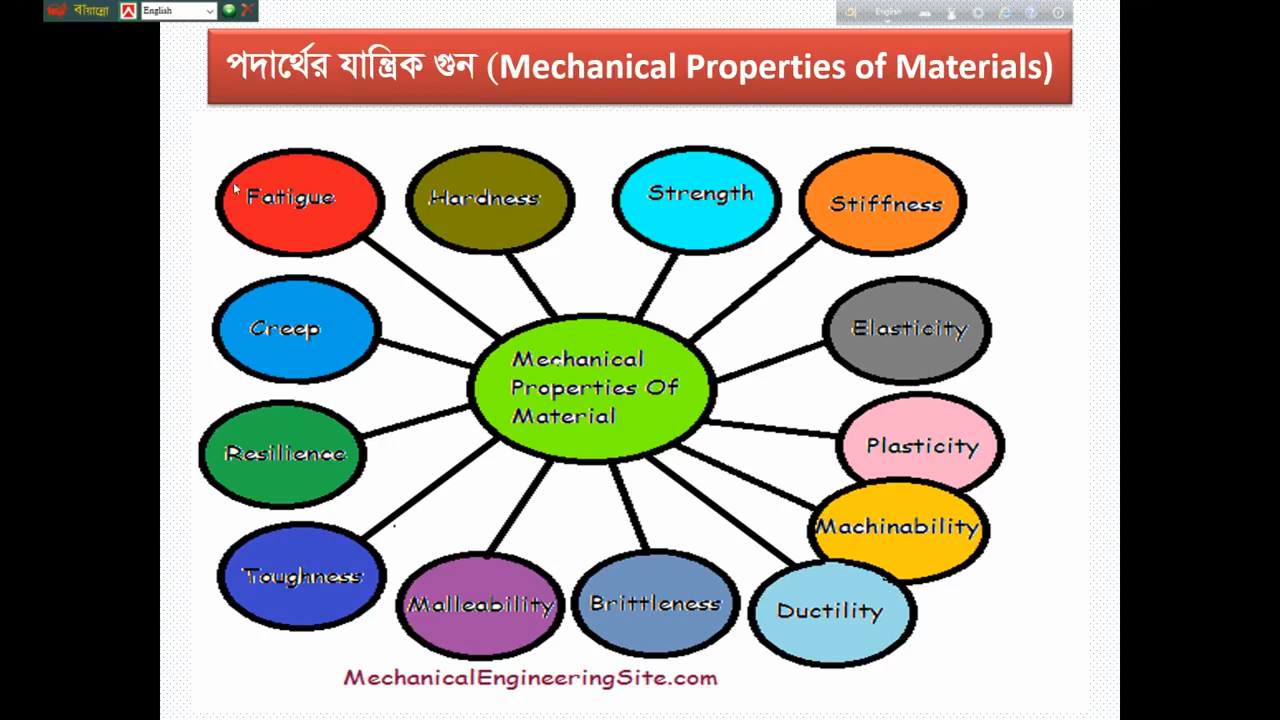 বায়ান্নো English English
পদার্থের যান্ত্রিক গুন (Mechanical Properties of Materials)
Fatigue Hardness Strength Stiffness
Creep Elasticity
Mechanical
Properties Of
Material
Resilience Plasticity
Machinability
Toughness Malleability Brittleness Ductility
MechanicalEngineeringSite.com